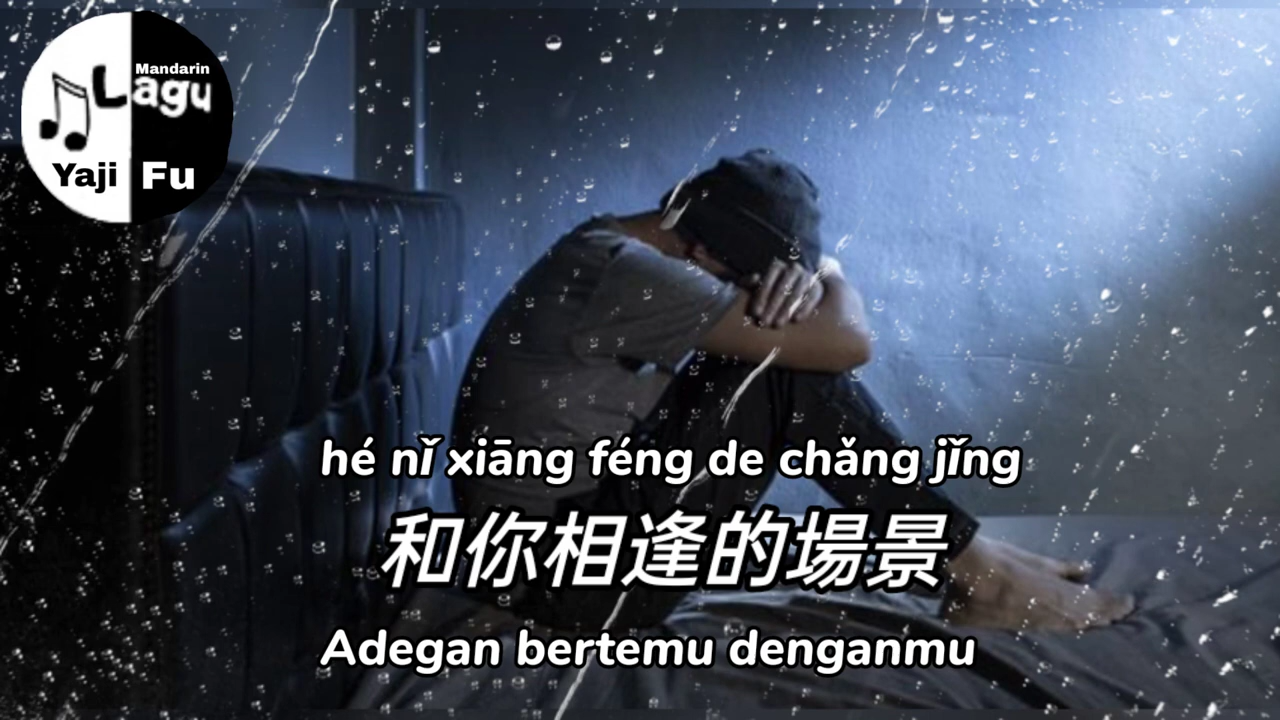 Mandarin
Lagu
Yaji Fu
hé nǐ xiāng féng de chǎng jǐng
和你相逢的場景
Adegan bertemu denganmu